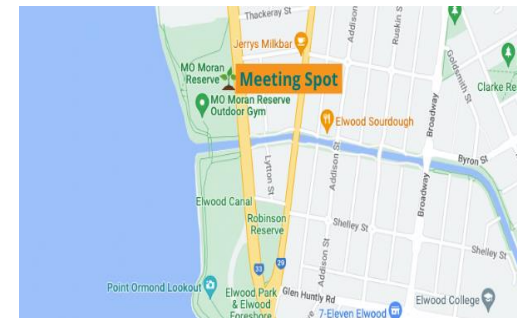 Thackeray St
Addison
Ruskin St
Jerrys Milkbar
Goldsmith St
MO Moran
Reserve
Meeting Spot
Clarke Re
MO Moran Reserve
Outdoor Gym
Elwood Sourdough
Broadway
Byron St
Lytton St
Addison St
Elwood Canal
Broadway
Robinson
Reserve
Shelley St
Shelley St
Addison St
33
29
Point Ormond Lookout
Elwood Park
& Elwood
Foreshore
Glen Huntly Rd
Elwood College
7-Eleven Elwood